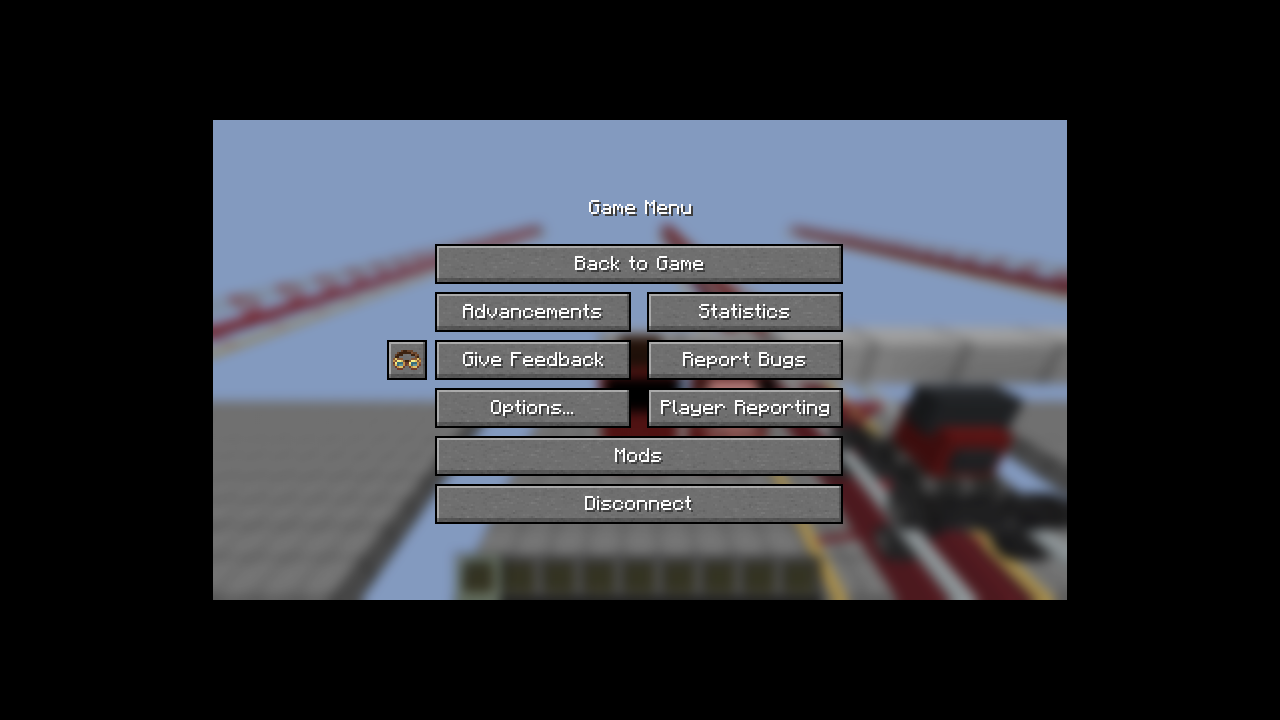 Game Menu
Back to Game
Advancements
Statistics
Give Feedback
Report Bugs
Options...
Player Reporting
Mods
Disconnect